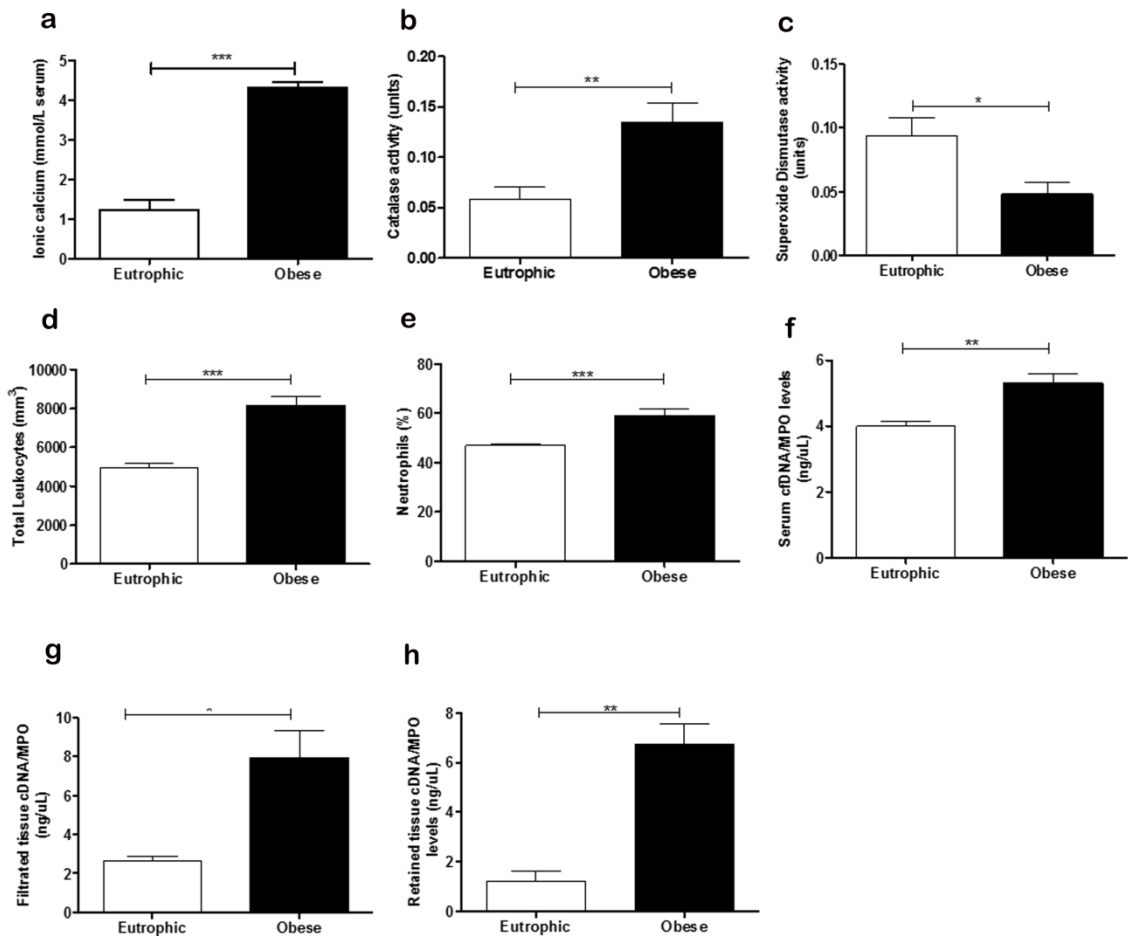 a
***
Ionic calcium (mmol/L serum)
5
4
3
2
1
0
Eutrophic Obese
b
**
Catalase activity (units)
0.20
0.15
0.10
0.05
0.00
Eutrophic Obese
c
*
Superoxide Dismutase activity
(units)
0.15
0.10
0.05
0.00
Eutrophic Obese
d
***
Total Leukocytes (mm³)
10000
8000
6000
4000
2000
0
Eutrophic Obese
e
***
Neutrophils (%)
80
60
40
20
0
Eutrophic Obese
f
**
Serum cfDNA/MPO levels
(ng/uL)
6
4
2
0
Eutrophic Obese
g
Filtrated tissue cDNA/MPO
(ng/uL)
10
8
6
4
2
0
Eutrophic Obese
h
**
Retained tissue cDNA/MPO
levels (ng/uL)
8
6
4
2
0
Eutrophic Obese